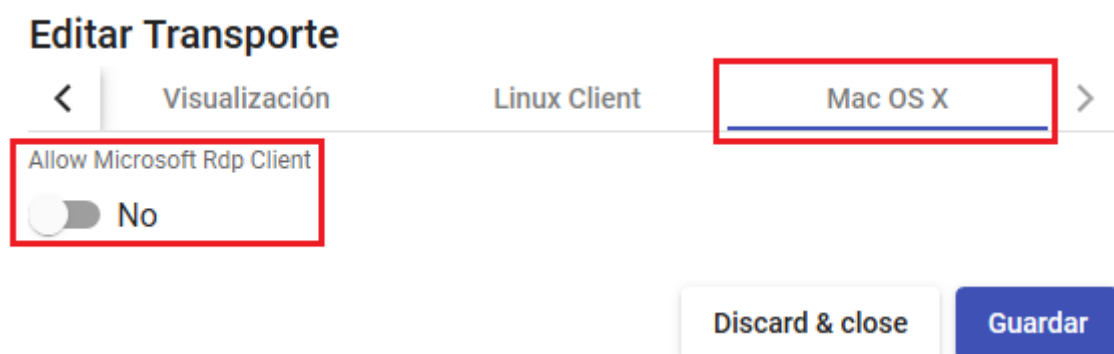 Editar Transporte
Visualización Linux Client Mac OS X
Allow Microsoft Rdp Client
No
Discard & close Guardar